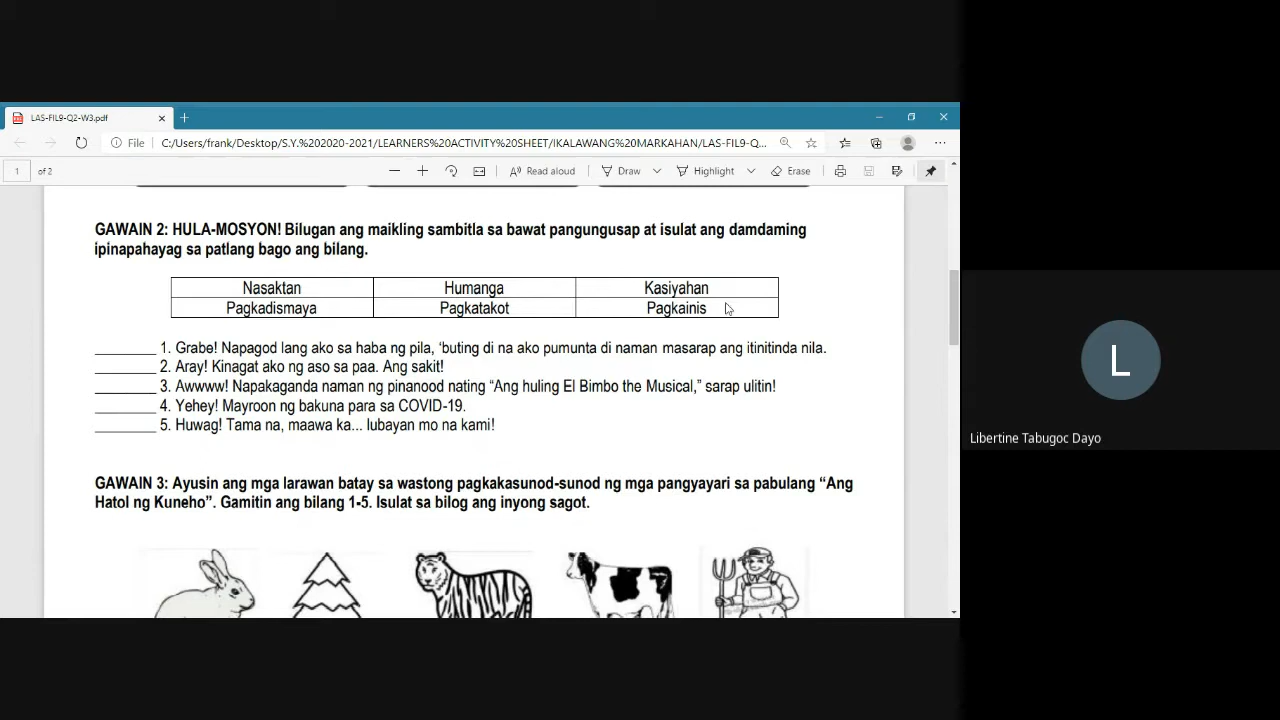 LAS-FIL9-Q2-W3.pdf
File C:/Users/frank/Desktop/S.Y.%202020-2021/LEARNERS%20ACTIVITY%20SHEET/IKALAWANG%20MARKAHAN/LAS-FIL9-Q...
1 of 2 Read aloud Draw Highlight Erase
GAWAIN 2: HULA-MOSYON! Bilugan ang maikling sambitla sa bawat pangungusap at isulat ang damdaming
ipinapahayag sa patlang bago ang bilang.
Nasaktan Humanga Kasiyahan
Pagkadismaya Pagkatakot Pagkainis
________ 1. Grabe! Napagod lang ako sa haba ng pila, ‘buting di na ako pumunta di naman masarap ang itinitinda nila.
________ 2. Aray! Kinagat ako ng aso sa paa. Ang sakit!
________ 3. Awwww! Napakaganda naman ng pinanood nating “Ang huling El Bimbo the Musical,” sarap ulitin!
________ 4. Yehey! Mayroon ng bakuna para sa COVID-19.
________ 5. Huwag! Tama na, maawa ka... lubayan mo na kami!
GAWAIN 3: Ayusin ang mga larawan batay sa wastong pagkakasunod-sunod ng mga pangyayari sa pabulang “Ang
Hatol ng Kuneho”. Gamitin ang bilang 1-5. Isulat sa bilog ang inyong sagot.
L
Libertine Tabugoc Dayo